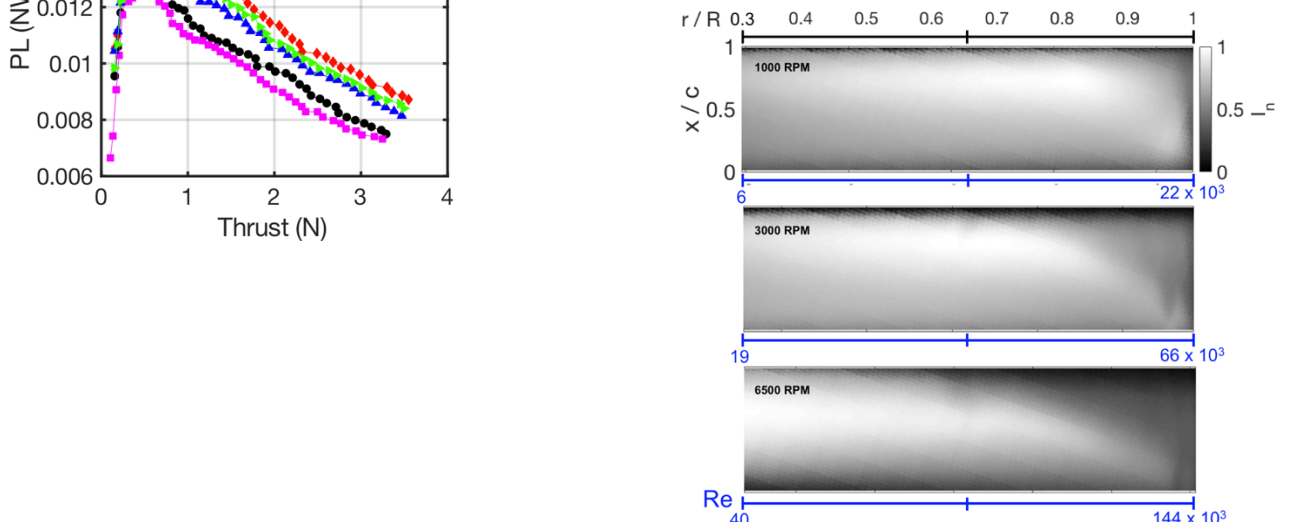 0.012
0.01
0.008
0.006
PL (NW
0 1 2 3 4
Thrust (N)
r / R 0.3 0.4 0.5 0.6 0.7 0.8 0.9 1
1
0.5
0
x / c
1000 RPM
1
0.5
0
I_n
6 22 x 10³
3000 RPM
19 66 x 10³
6500 RPM
Re
40 144 x 10³